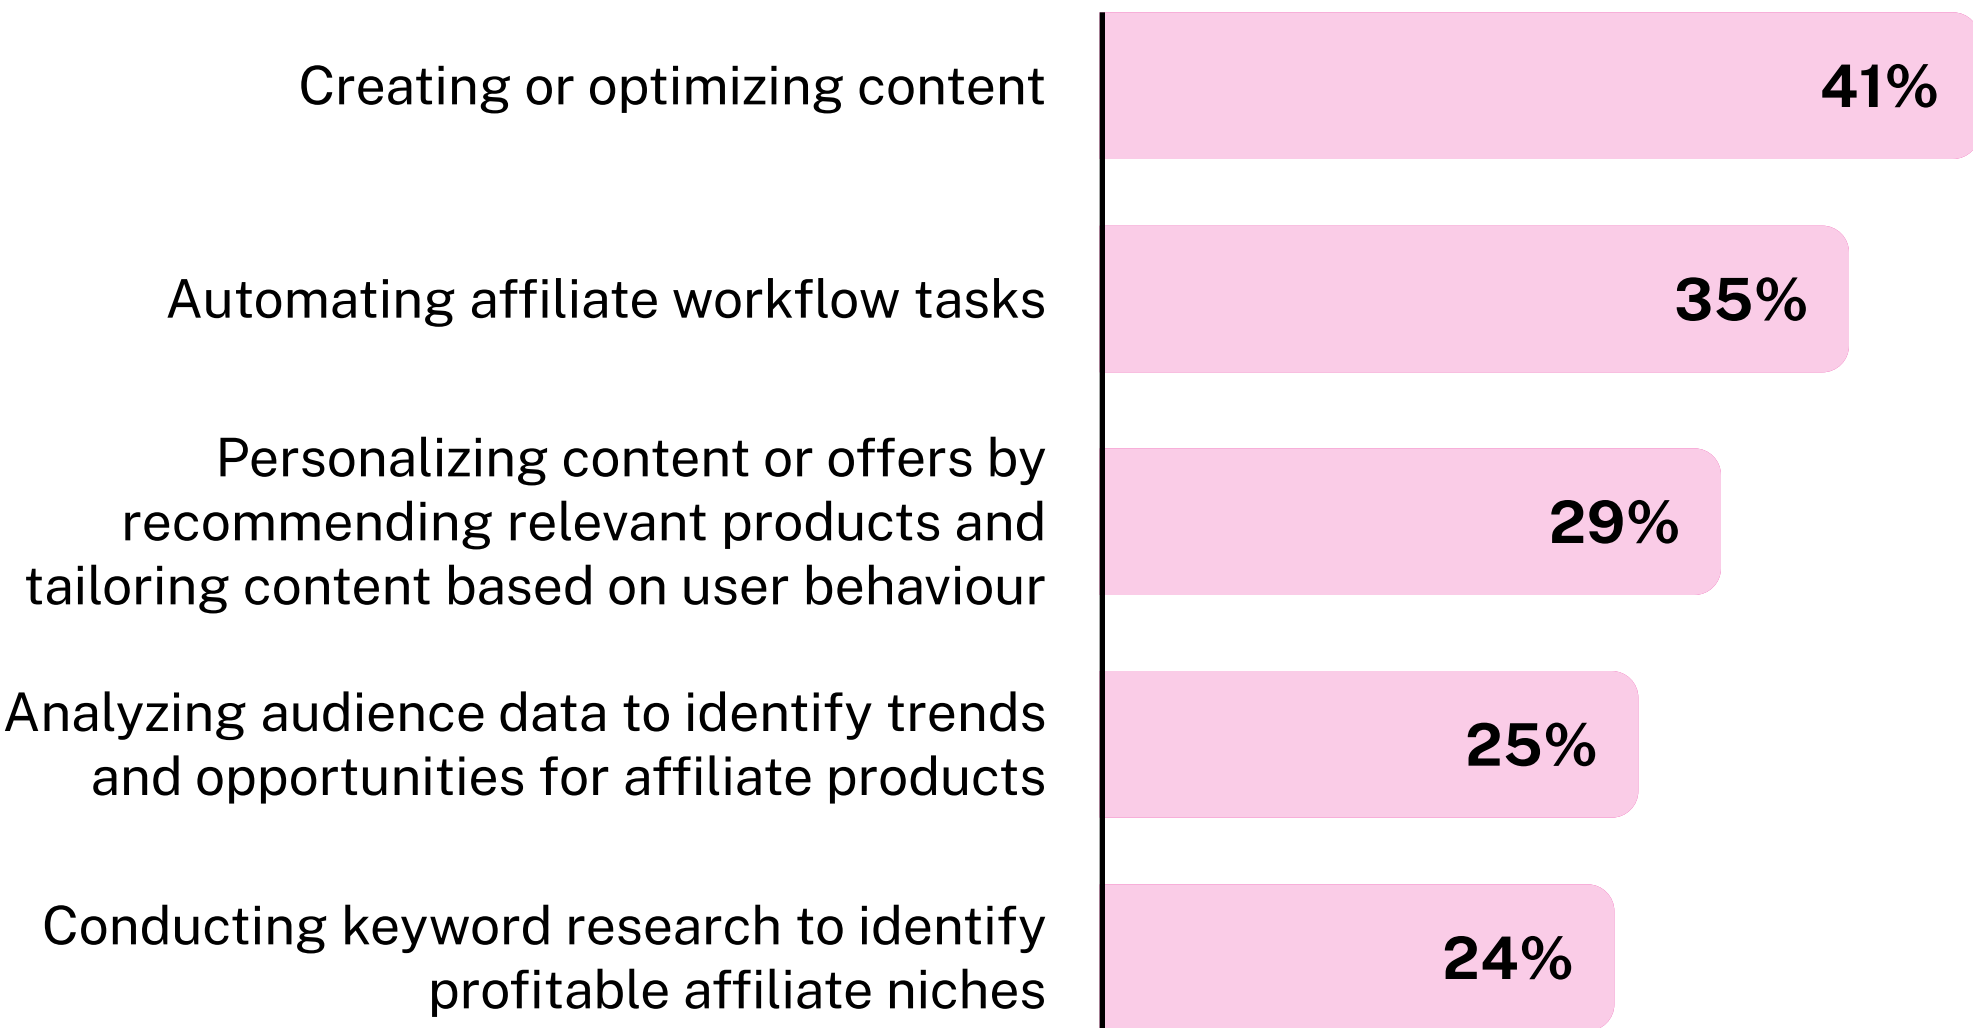 Creating or optimizing content
41%
Automating affiliate workflow tasks
35%
Personalizing content or offers by
recommending relevant products and
tailoring content based on user behaviour
29%
Analyzing audience data to identify trends
and opportunities for affiliate products
25%
Conducting keyword research to identify
profitable affiliate niches
24%